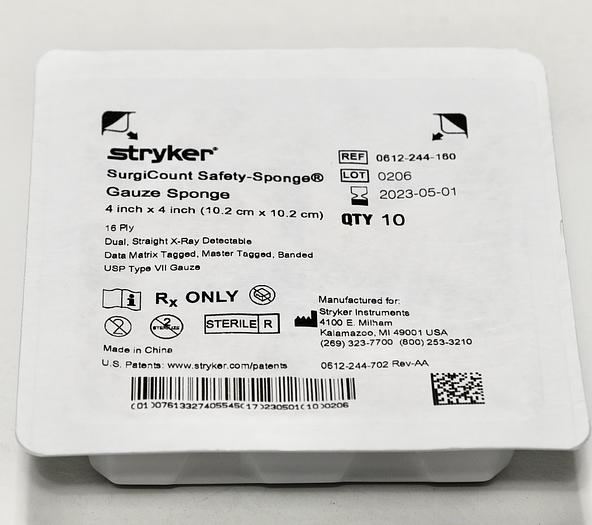 stryker®
SurgiCount Safety-Sponge®
Gauze Sponge
4 inch x 4 inch (10.2 cm x 10.2 cm)
16 Ply
Dual, Straight X-Ray Detectable
Data Matrix Tagged, Master Tagged, Banded
USP Type VII Gauze
REF 0612-244-160
LOT 0206
2023-05-01
QTY 10
i Rx ONLY
2 STERILIZE STERILE R
Made in China
U.S. Patents: www.stryker.com/patents
Manufactured for:
Stryker Instruments
4100 E. Milham
Kalamazoo, MI 49001 USA
(269) 323-7700 (800) 253-3210
0612-244-702 Rev-AA
(01)07613327405545(17)230501(10)0206